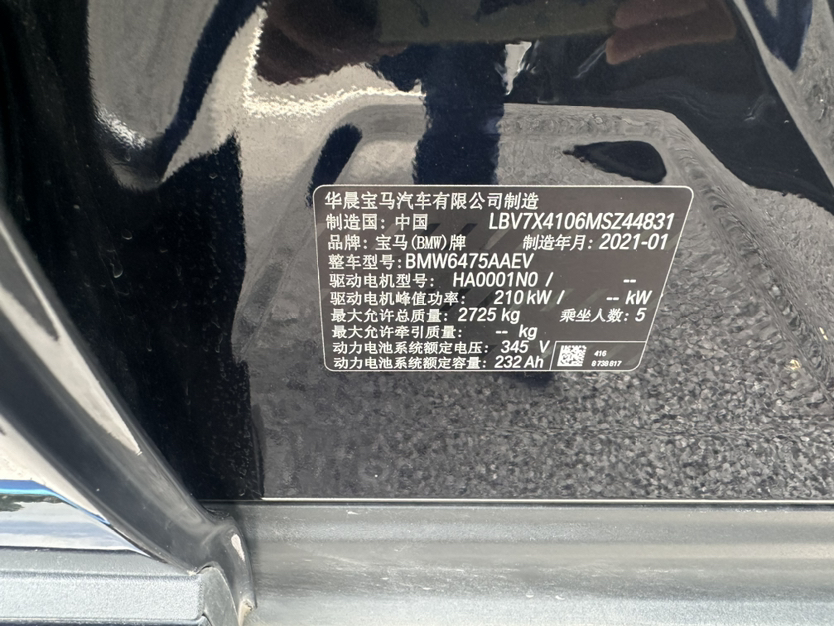 华晨宝马汽车有限公司制造
制造国: 中国 LBV7X4106MSZ44831
品牌: 宝马(BMW)牌 制造年月: 2021-01
整车型号:BMW6475AAEV
驱动电机型号: HA0001N0 / --
驱动电机峰值功率: 210 kW / -- kW
最大允许总质量: 2725 kg 乘坐人数: 5
最大允许牵引质量: -- kg
动力电池系统额定电压: 345 V
动力电池系统额定容量: 232 Ah
416
8 738 817